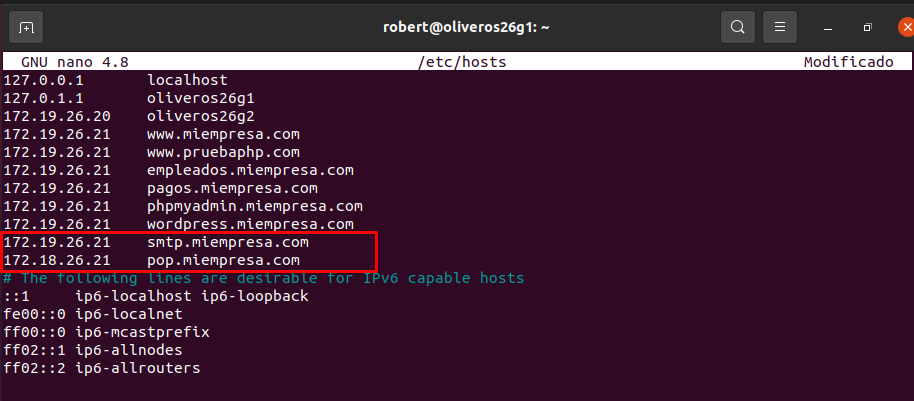 robert@oliveros26g1: ~
GNU nano 4.8 /etc/hosts Modificado
127.0.0.1 localhost
127.0.1.1 oliveros26g1
172.19.26.20 oliveros26g2
172.19.26.21 www.miempresa.com
172.19.26.21 www.pruebaphp.com
172.19.26.21 empleados.miempresa.com
172.19.26.21 pagos.miempresa.com
172.19.26.21 phpmyadmin.miempresa.com
172.19.26.21 wordpress.miempresa.com
172.19.26.21 smtp.miempresa.com
172.18.26.21 pop.miempresa.com
# The following lines are desirable for IPv6 capable hosts
::1 ip6-localhost ip6-loopback
fe00::0 ip6-localnet
ff00::0 ip6-mcastprefix
ff02::1 ip6-allnodes
ff02::2 ip6-allrouters